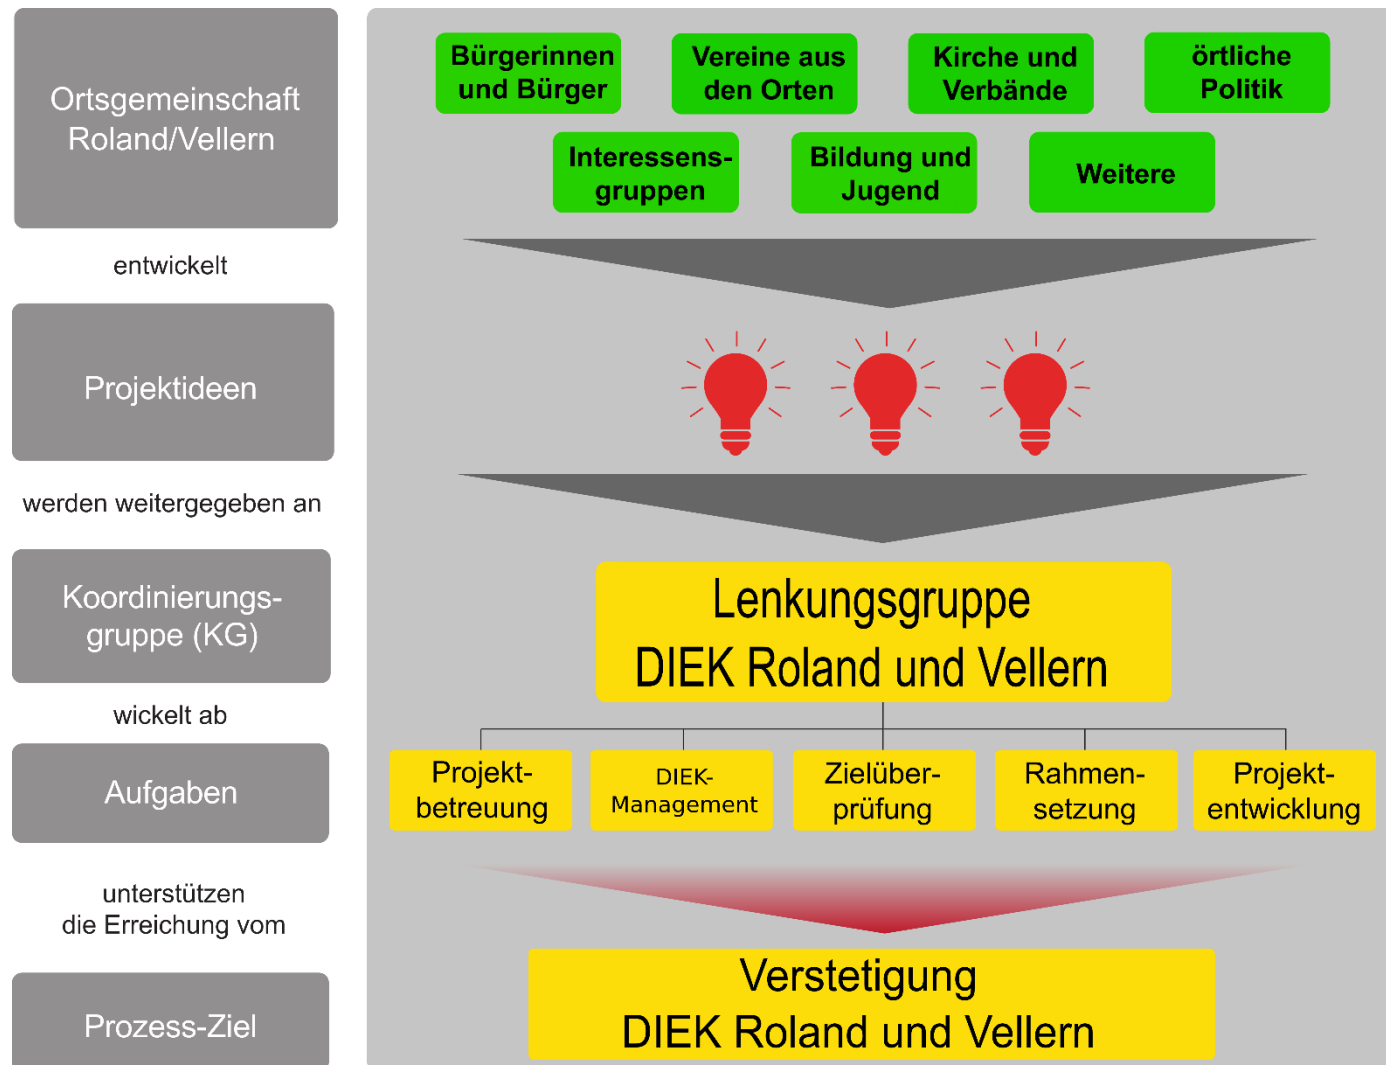 Ortsgemeinschaft
Roland/Vellern
entwickelt
Projektideen
werden weitergegeben an
Koordinierungs-
gruppe (KG)
wickelt ab
Aufgaben
unterstützen
die Erreichung vom
Prozess-Ziel
Bürgerinnen
und Bürger
Vereine aus
den Orten
Kirche und
Verbände
örtliche
Politik
Interessens-
gruppen
Bildung und
Jugend
Weitere
Lenkungsgruppe
DIEK Roland und Vellern
Projekt-
betreuung
DIEK-
Management
Zielüber-
prüfung
Rahmen-
setzung
Projekt-
entwicklung
Verstetigung
DIEK Roland und Vellern